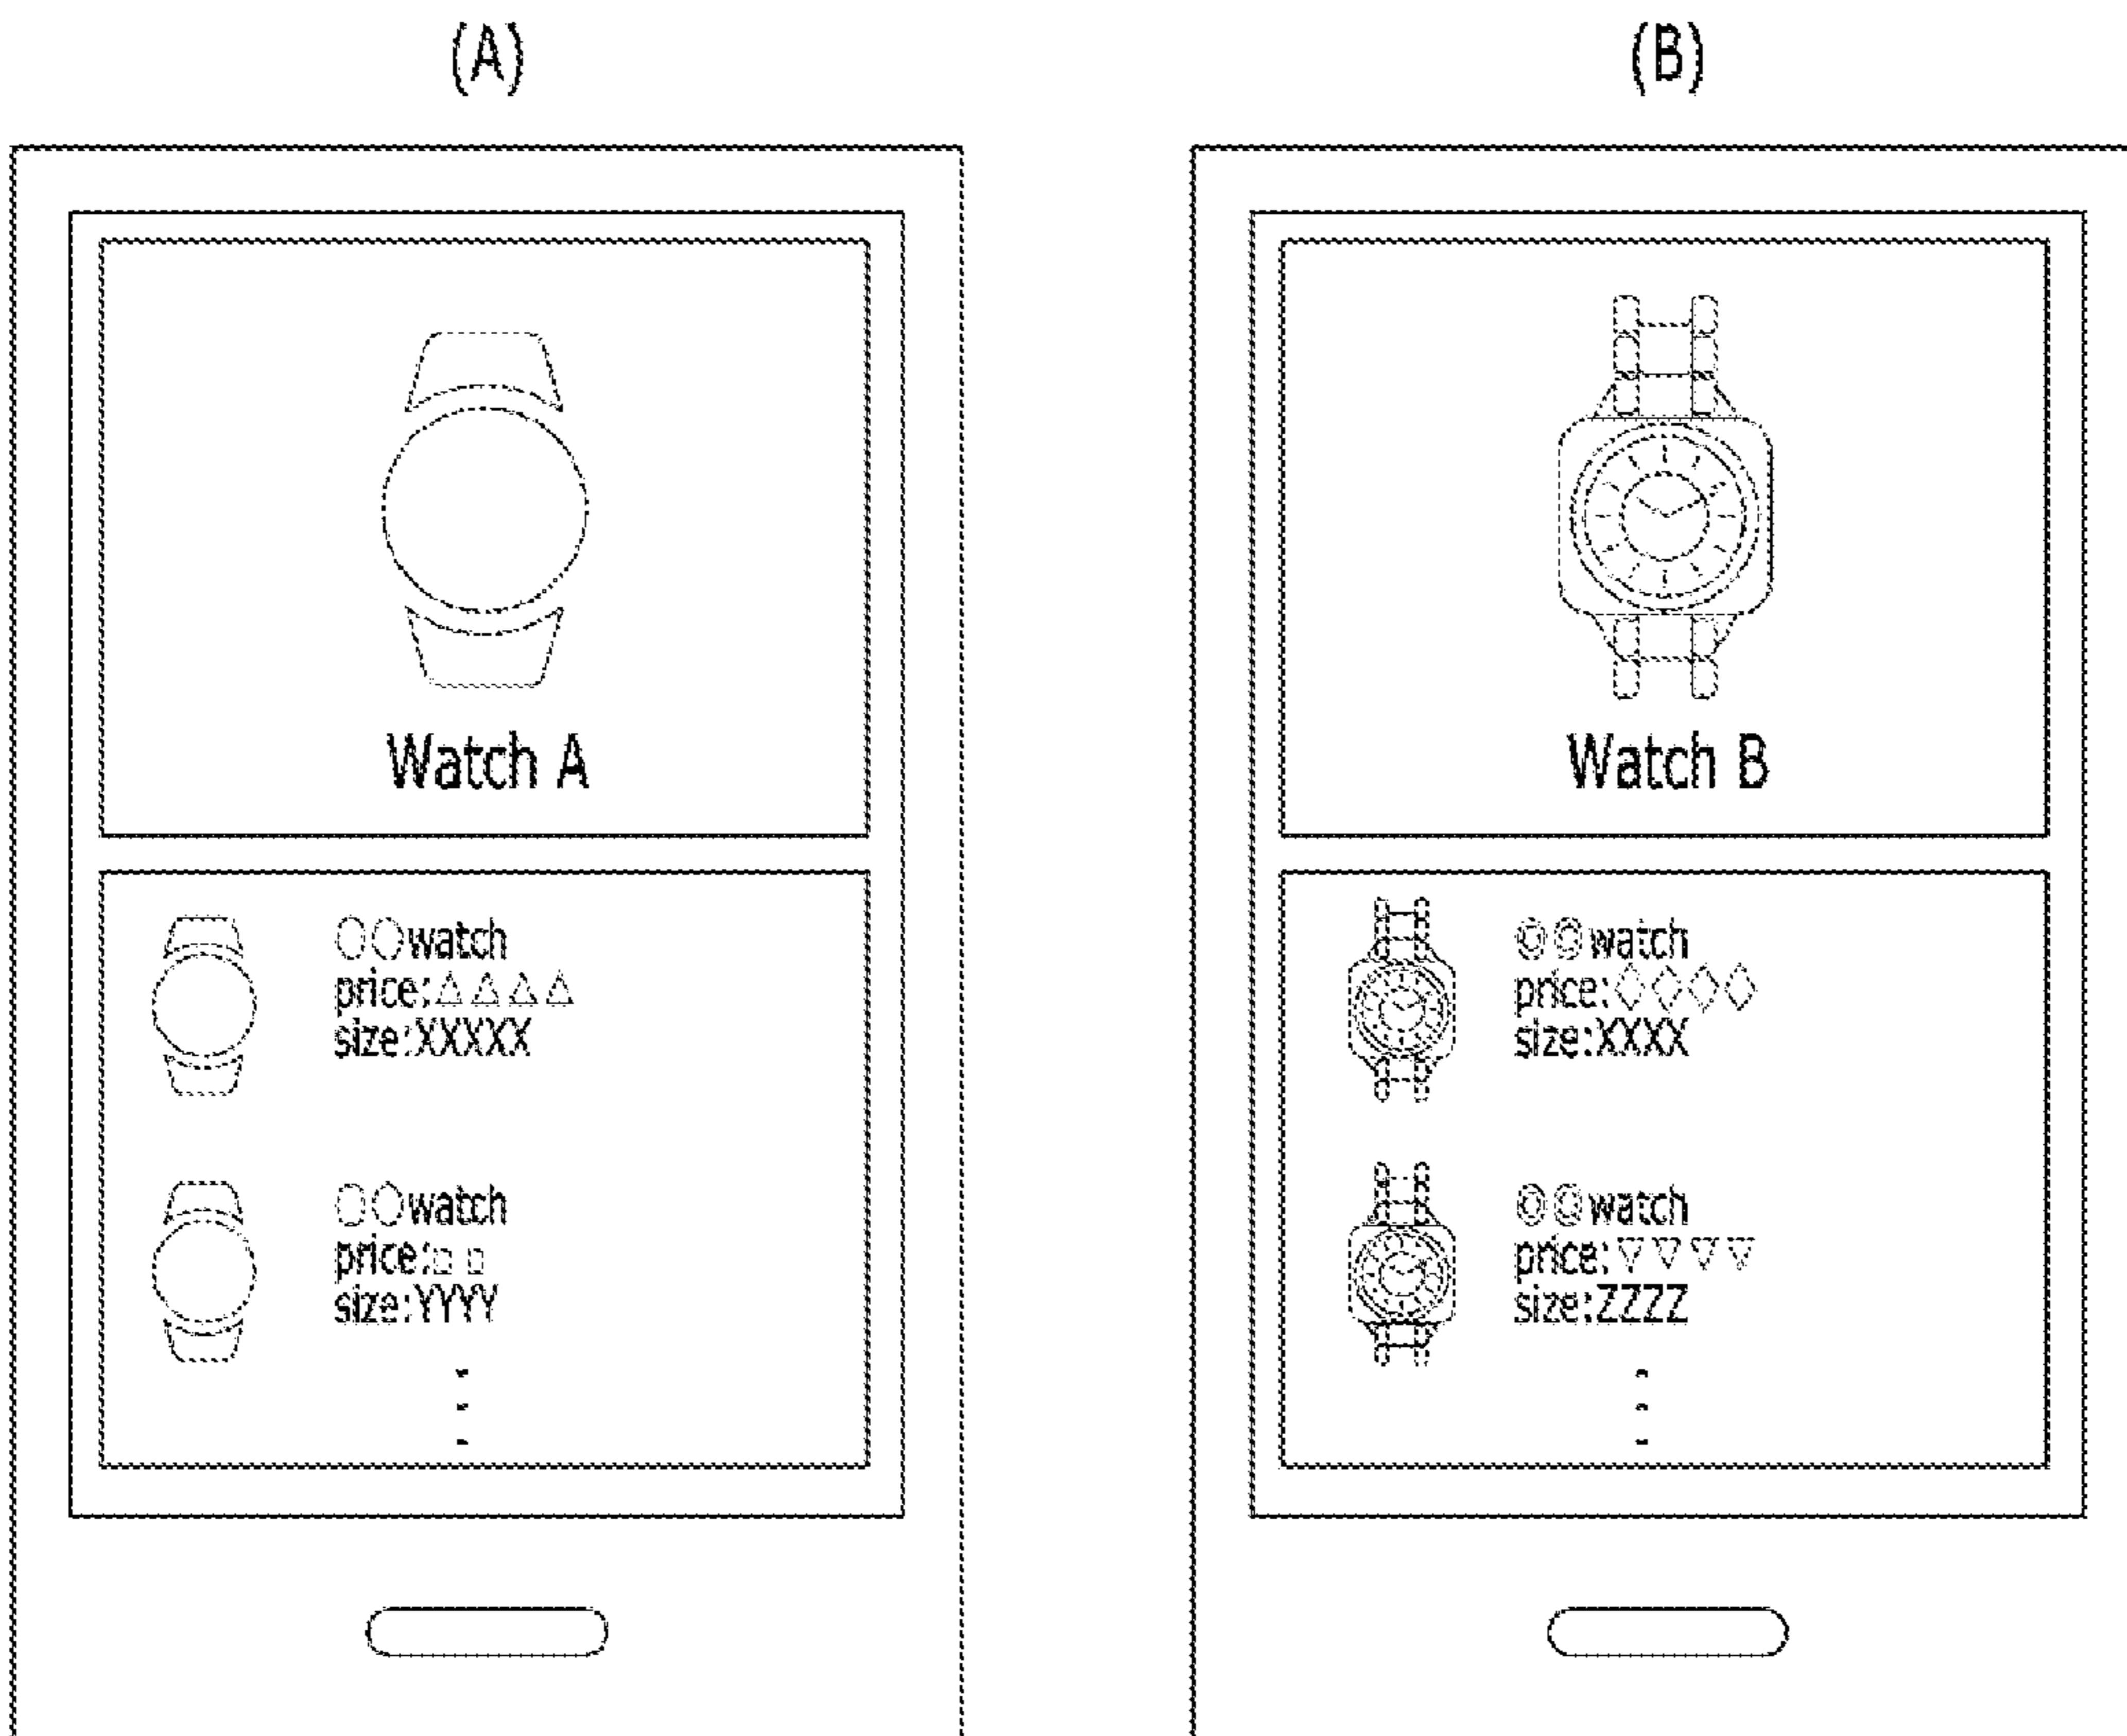 (A)
Watch A
○○watch
price:△△△△
size:XXXXX
○○watch
price:□□
size:YYYY
(B)
Watch B
◎◎watch
price:◇◇◇◇
size:XXXX
◎◎watch
price:▽▽▽▽
size:ZZZZ